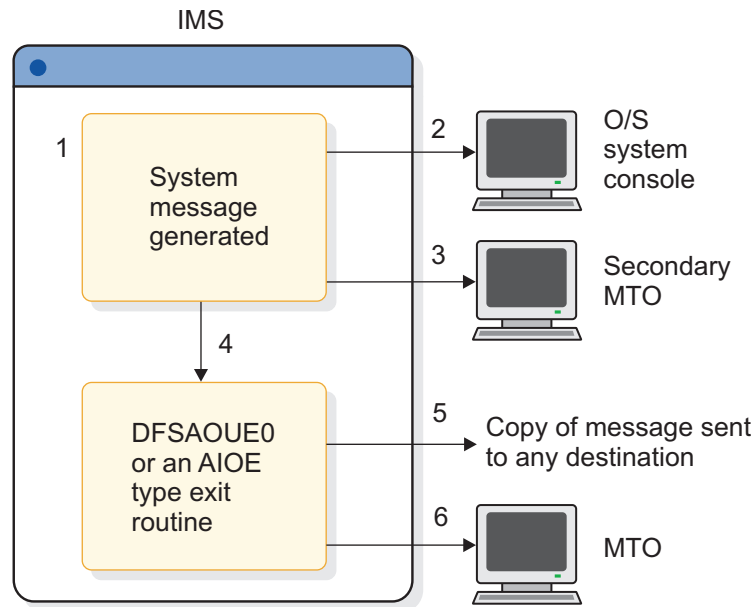 IMS
1
System
message
generated
2
O/S
system
console
3
Secondary
MTO
4
DFSAOUE0
or an AIOE
type exit
routine
5
Copy of message sent
to any destination
6
MTO